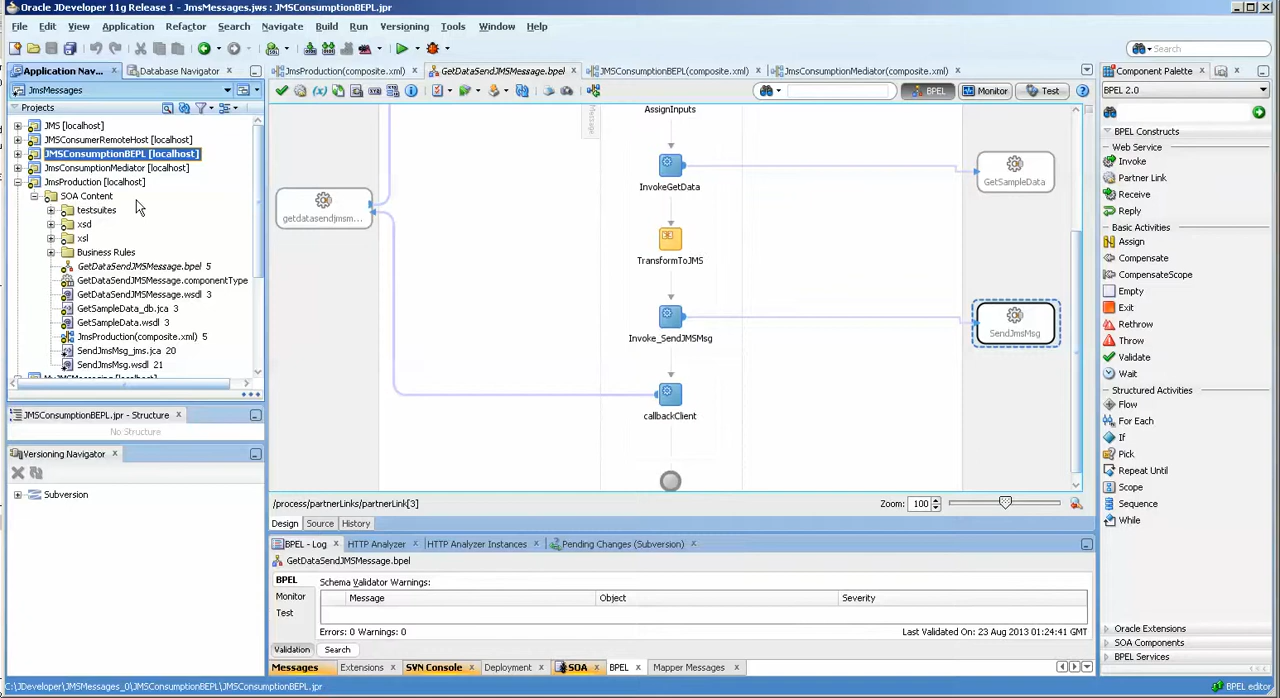 Oracle JDeveloper 11g Release 1 - JmsMessages.jws : JMSConsumptionBEPL.jpr
File Edit View Application Refactor Search Navigate Build Run Versioning Tools Window Help
Search
Application Nav... Database Navigator
JmsProduction(composite.xml) GetDataSendJMSMessage.bpel JMSConsumptionBEPL(composite.xml) JmsConsumptionMediator(composite.xml)
Component Palette
JmsMessages
BPEL Monitor Test
BPEL 2.0
Projects
JMS [localhost]
JMSConsumerRemoteHost [localhost]
JMSConsumptionBEPL [localhost]
JmsConsumptionMediator [localhost]
JmsProduction [localhost]
SOA Content
testsuites
xsd
xsl
Business Rules
GetDataSendJMSMessage.bpel 5
GetDataSendJMSMessage.componentType
GetDataSendJMSMessage.wsdl 3
GetSampleData_db.jca 3
GetSampleData.wsdl 3
JmsProduction(composite.xml) 5
SendJmsMsg_jms.jca 20
SendJmsMsg.wsdl 21
JMSConsumptionBEPL.jpr - Structure
No Structure
Versioning Navigator
Subversion
Message
AssignInputs
InvokeGetData
GetSampleData
getdatasendjmsm...
TransformToJMS
Invoke_SendJMSMsg
SendJmsMsg
callbackClient
/process/partnerLinks/partnerLink[3]
Zoom: 100
Design Source History
BPEL - Log HTTP Analyzer HTTP Analyzer Instances Pending Changes (Subversion)
GetDataSendJMSMessage.bpel
BPEL
Monitor
Test
Schema Validator Warnings:
Message Object Severity
Errors: 0 Warnings: 0
Last Validated On: 23 Aug 2013 01:24:41 GMT
Validation Search
Messages Extensions SVN Console Deployment SOA BPEL Mapper Messages
BPEL Constructs
Web Service
Invoke
Partner Link
Receive
Reply
Basic Activities
Assign
Compensate
CompensateScope
Empty
Exit
Rethrow
Throw
Validate
Wait
Structured Activities
Flow
For Each
If
Pick
Repeat Until
Scope
Sequence
While
Oracle Extensions
SOA Components
BPEL Services
C:\JDeveloper\JMSMessages_0\JMSConsumptionBEPL\JMSConsumptionBEPL.jpr
BPEL editor